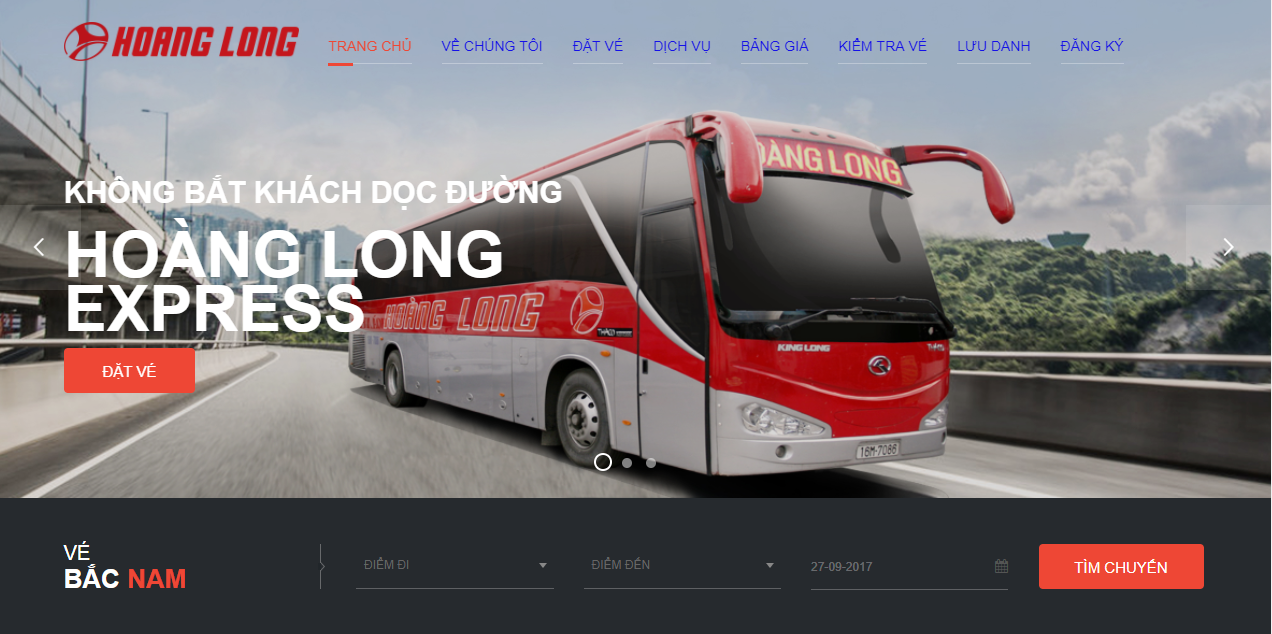 HOANG LONG
TRANG CHỦ VỀ CHÚNG TÔI ĐẶT VÉ DỊCH VỤ BẢNG GIÁ KIỂM TRA VÉ LƯU DANH ĐĂNG KÝ
HOÀNG LONG
KHÔNG BẮT KHÁCH DỌC ĐƯỜNG
HOÀNG LONG
EXPRESS
HOÀNG LONG
THACO
KING LONG
ĐẶT VÉ
16M-7086
VÉ
BẮC NAM
ĐIỂM ĐI
ĐIỂM ĐẾN
27-09-2017
TÌM CHUYẾN